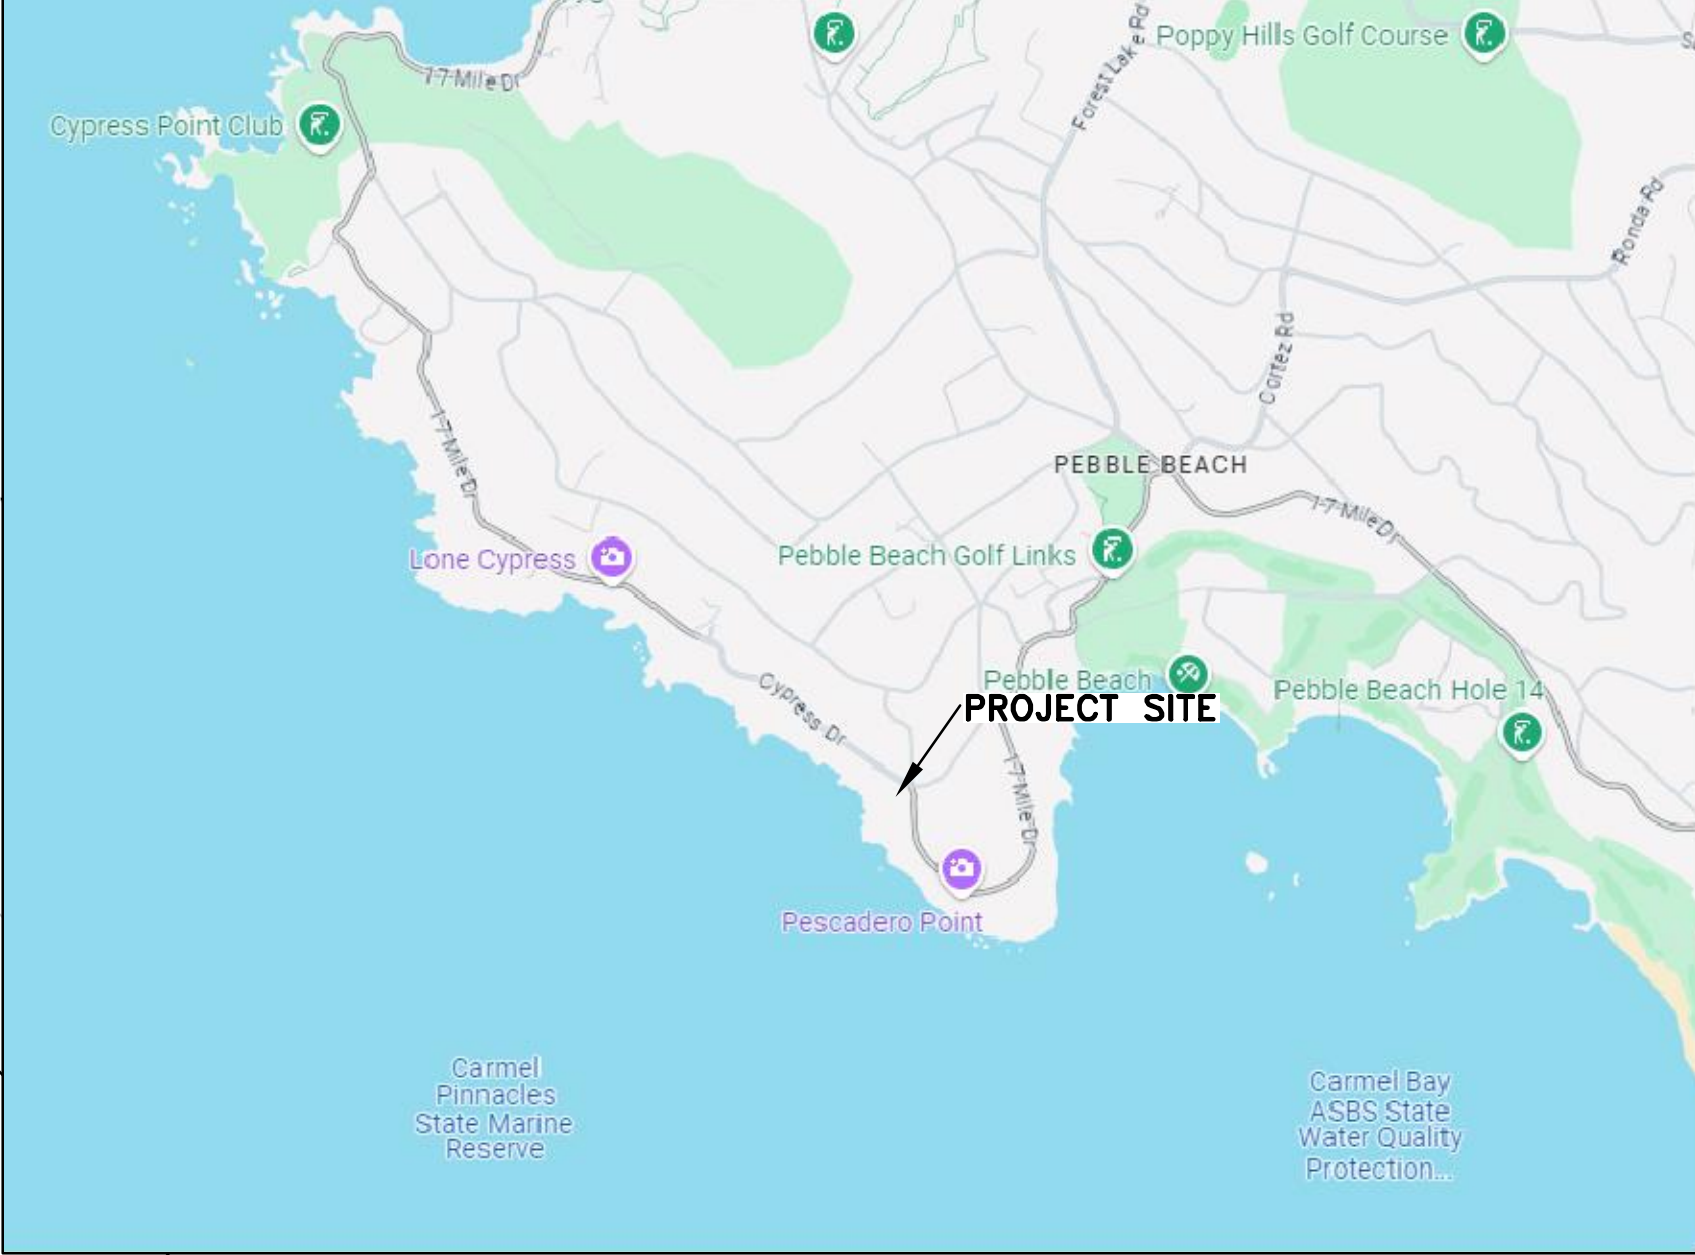 17 Mile Dr
Cypress Point Club
Forest Lake Rd
Poppy Hills Golf Course
Ronda Rd
Cortez Rd
17 Mile Dr
PEBBLE BEACH
17 Mile Dr
Lone Cypress
Pebble Beach Golf Links
Cypress Dr
Pebble Beach
Pebble Beach Hole 14
PROJECT SITE
17 Mile Dr
Pescadero Point
Carmel
Pinnacles
State Marine
Reserve
Carmel Bay
ASBS State
Water Quality
Protection...